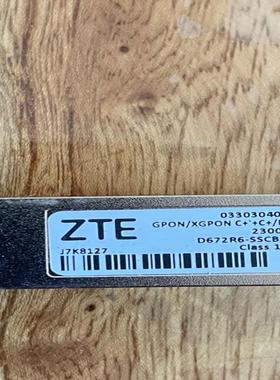 ZTE
03303040
GPON/XGPON C++C+/
2300
D672R6-SSCB
Class 1
J7K8127